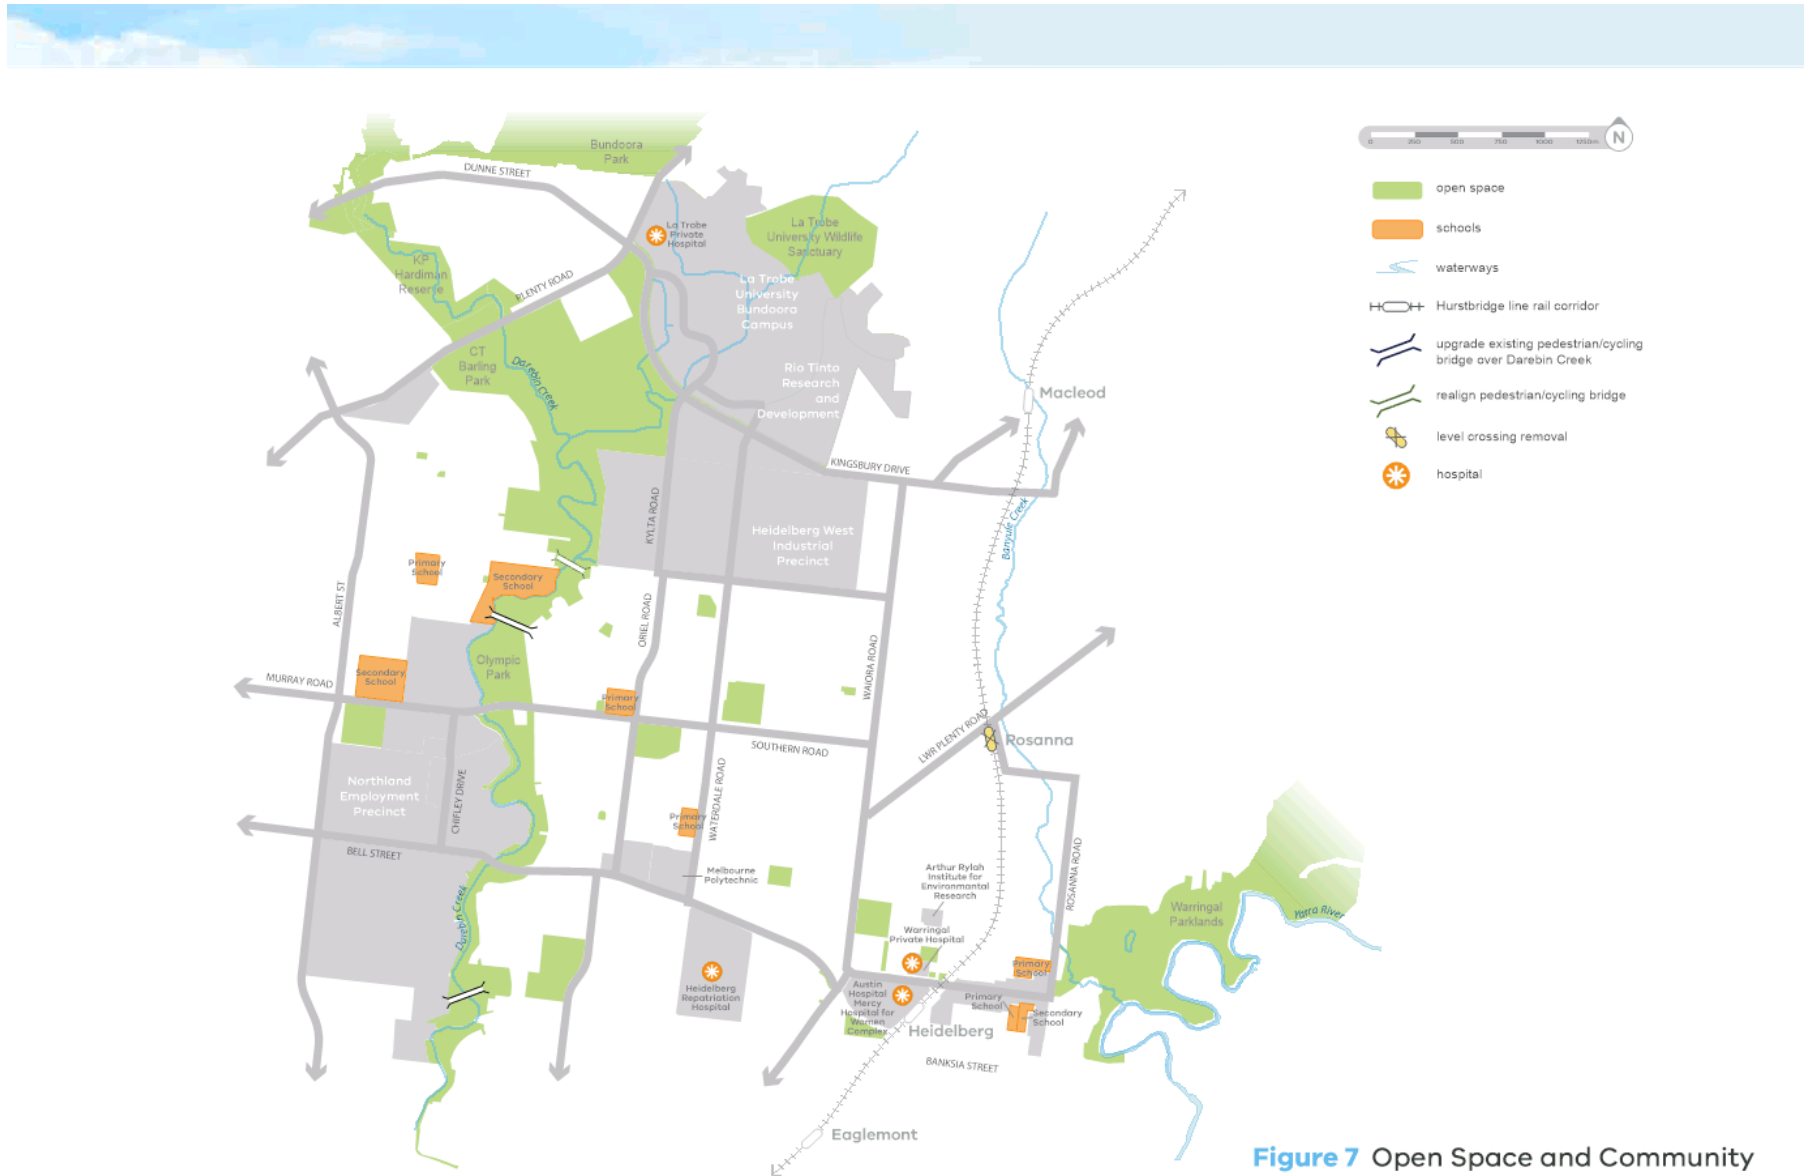 Bundoora
Park
DUNNE STREET
La Trobe
Private
Hospital
La Trobe
University Wildlife
Sanctuary
KP
Hardiman
Reserve
PLENTY ROAD
La Trobe
University
Bundoora
Campus
CT
Barling
Park
Darebin Creek
Rio Tinto
Research
and
Development
Macleod
KINGSBURY DRIVE
KYLTA ROAD
Heidelberg West
Industrial
Precinct
Banyule Creek
Primary
School
Secondary
School
ALBERT ST
ORIEL ROAD
WAIORA ROAD
Olympic
Park
Secondary
School
MURRAY ROAD
Primary
School
SOUTHERN ROAD
LWR PLENTY ROAD
Rosanna
Northland
Employment
Precinct
CHIFLEY DRIVE
WATERDALE ROAD
Primary
School
BELL STREET
Melbourne
Polytechnic
Arthur Rylah
Institute for
Environmantal
Research
ROSANNA ROAD
Darebin Creek
Warringal
Parklands
Yarra River
Warringal
Private Hospital
Primary
School
Heidelberg
Repatriation
Hospital
Austin
Hospital
Mercy
Hospital for
Women
Complex
Primary
School
Secondary
School
Heidelberg
BANKSIA STREET
Eaglemont
N
0 250 500 750 1000 1250m
open space
schools
waterways
Hurstbridge line rail corridor
upgrade existing pedestrian/cycling
bridge over Darebin Creek
realign pedestrian/cycling bridge
level crossing removal
hospital
Figure 7 Open Space and Community